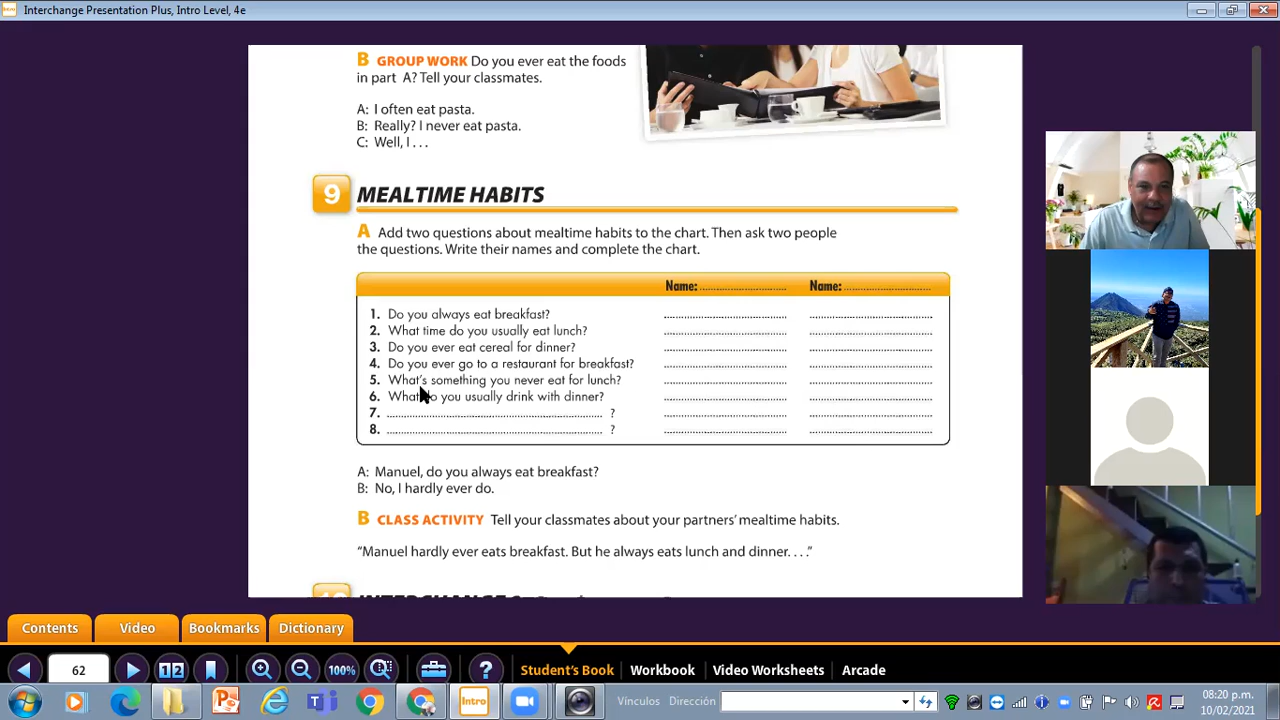 Interchange Presentation Plus, Intro Level, 4e
B GROUP WORK Do you ever eat the foods
in part A? Tell your classmates.
A: I often eat pasta.
B: Really? I never eat pasta.
C: Well, I . . .
9 MEALTIME HABITS
A Add two questions about mealtime habits to the chart. Then ask two people
the questions. Write their names and complete the chart.
Name: Name:
1. Do you always eat breakfast?
2. What time do you usually eat lunch?
3. Do you ever eat cereal for dinner?
4. Do you ever go to a restaurant for breakfast?
5. What's something you never eat for lunch?
6. What do you usually drink with dinner?
7. ?
8. ?
A: Manuel, do you always eat breakfast?
B: No, I hardly ever do.
B CLASS ACTIVITY Tell your classmates about your partners' mealtime habits.
"Manuel hardly ever eats breakfast. But he always eats lunch and dinner. . . ."
Contents Video Bookmarks Dictionary
62 12 100% Student's Book Workbook Video Worksheets Arcade
Intro Vínculos Dirección 08:20 p.m.
10/02/2021